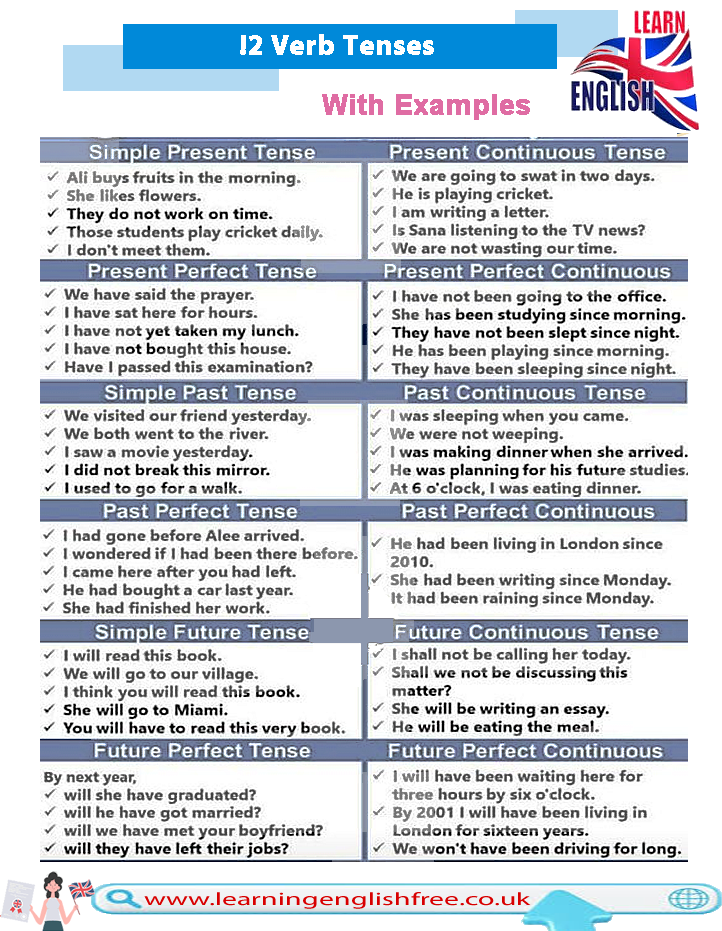 12 Verb Tenses
LEARN
ENGLISH
With Examples
Simple Present Tense
✓ Ali buys fruits in the morning.
✓ She likes flowers.
✓ They do not work on time.
✓ Those students play cricket daily.
✓ I don't meet them.
Present Continuous Tense
✓ We are going to swat in two days.
✓ He is playing cricket.
✓ I am writing a letter.
✓ Is Sana listening to the TV news?
✓ We are not wasting our time.
Present Perfect Tense
✓ We have said the prayer.
✓ I have sat here for hours.
✓ I have not yet taken my lunch.
✓ I have not bought this house.
✓ Have I passed this examination?
Present Perfect Continuous
✓ I have not been going to the office.
✓ She has been studying since morning.
✓ They have not been slept since night.
✓ He has been playing since morning.
✓ They have been sleeping since night.
Simple Past Tense
✓ We visited our friend yesterday.
✓ We both went to the river.
✓ I saw a movie yesterday.
✓ I did not break this mirror.
✓ I used to go for a walk.
Past Continuous Tense
✓ I was sleeping when you came.
✓ We were not weeping.
✓ I was making dinner when she arrived.
✓ He was planning for his future studies.
✓ At 6 o'clock, I was eating dinner.
Past Perfect Tense
✓ I had gone before Alee arrived.
✓ I wondered if I had been there before.
✓ I came here after you had left.
✓ He had bought a car last year.
✓ She had finished her work.
Past Perfect Continuous
✓ He had been living in London since
2010.
✓ She had been writing since Monday.
It had been raining since Monday.
Simple Future Tense
✓ I will read this book.
✓ We will go to our village.
✓ I think you will read this book.
✓ She will go to Miami.
✓ You will have to read this very book.
Future Continuous Tense
✓ I shall not be calling her today.
✓ Shall we not be discussing this
matter?
✓ She will be writing an essay.
✓ He will be eating the meal.
Future Perfect Tense
By next year,
✓ will she have graduated?
✓ will he have got married?
✓ will we have met your boyfriend?
✓ will they have left their jobs?
Future Perfect Continuous
✓ I will have been waiting here for
three hours by six o'clock.
✓ By 2001 I will have been living in
London for sixteen years.
✓ We won't have been driving for long.
www.learningenglishfree.co.uk